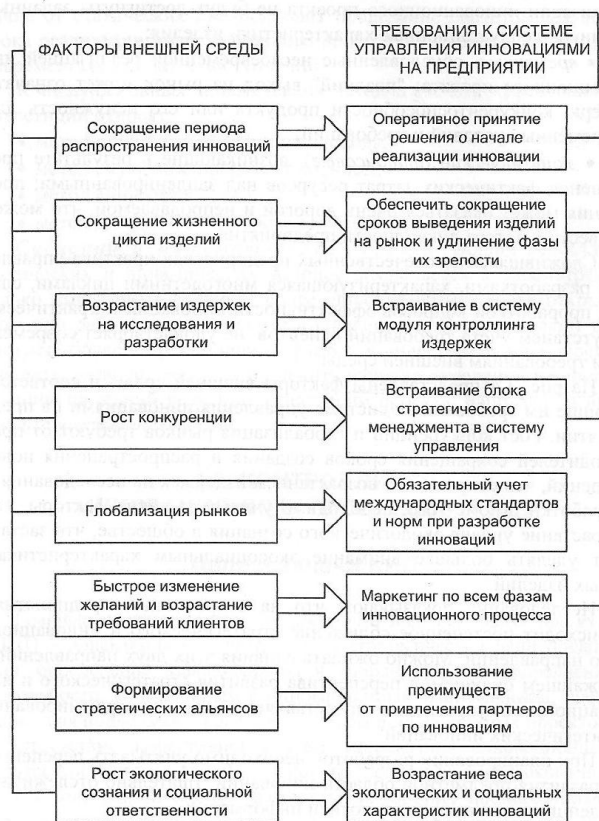 ФАКТОРЫ ВНЕШНЕЙ СРЕДЫ
ТРЕБОВАНИЯ К СИСТЕМЕ
УПРАВЛЕНИЯ ИННОВАЦИЯМИ
НА ПРЕДПРИЯТИИ
Сокращение периода
распространения инноваций
Оперативное принятие
решения о начале
реализации инновации
Сокращение жизненного
цикла изделий
Обеспечить сокращение
сроков выведения изделий
на рынок и удлинение фазы
их зрелости
Возрастание издержек
на исследования и
разработки
Встраивание в систему
модуля контроллинга
издержек
Рост конкуренции
Встраивание блока
стратегического
менеджмента в систему
управления
Глобализация рынков
Обязательный учет
международных стандартов
и норм при разработке
инноваций
Быстрое изменение
желаний и возрастание
требований клиентов
Маркетинг по всем фазам
инновационного процесса
Формирование
стратегических альянсов
Использование
преимуществ
от привлечения партнеров
по инновациям
Рост экологического
сознания и социальной
ответственности
Возрастание веса
экологических и социальных
характеристик инноваций